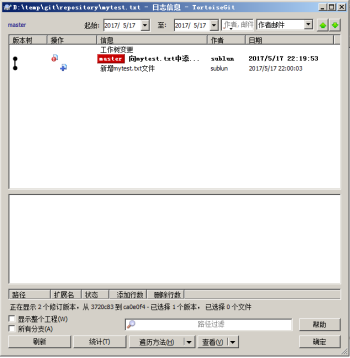 D:\temp\git\repository\mytest.txt - 日志信息 - TortoiseGit
master 起始: 2017/ 5/17 至: 2017/ 5/17 作者邮件
版本树 操作 信息 作者 日期
工作树变更
master 向mytest.txt中添... sublun 2017/5/17 22:19:53
新增mytest.txt文件 sublun 2017/5/17 22:00:03
路径 扩展名 状态 添加行数 删除行数
正在显示 2 个修订版本，从 3720c83 到 ca0e0f4 - 已选择 1 个版本， 已选择 0 个文件
显示整个工程(W) 路径过滤 帮助
所有分支(A)
刷新 统计(T) 遍历方法(H) 查看(V) 确定